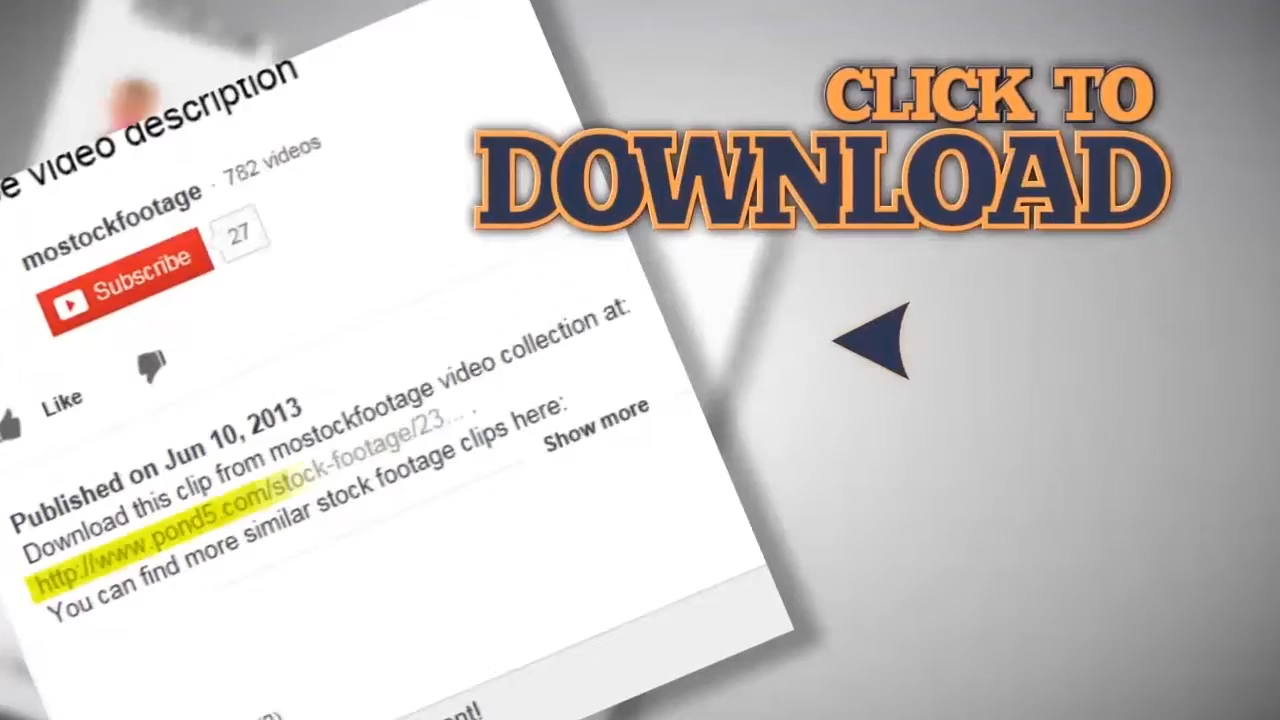 CLICK TO
DOWNLOAD
video description
mostockfootage · 782 videos
Subscribe
27
Like
Published on Jun 10, 2013
Download this clip from mostockfootage video collection at:
http://www.pond5.com/stock-footage/23... .
You can find more similar stock footage clips here:
Show more